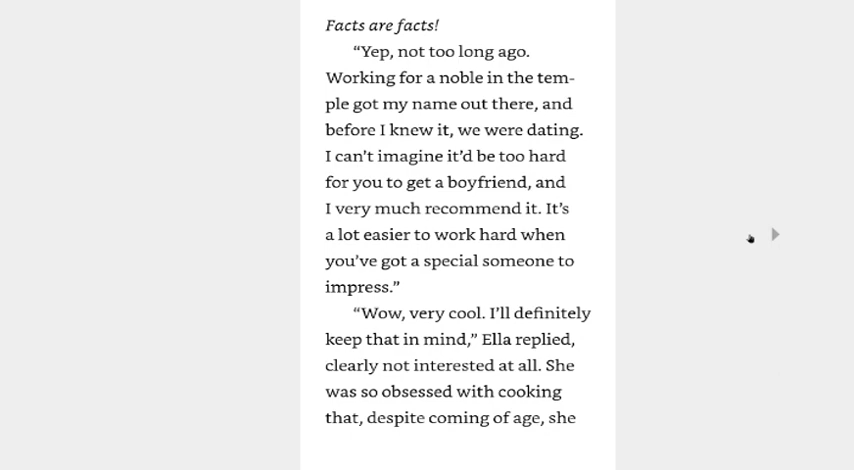 Facts are facts!
“Yep, not too long ago.
Working for a noble in the tem-
ple got my name out there, and
before I knew it, we were dating.
I can’t imagine it’d be too hard
for you to get a boyfriend, and
I very much recommend it. It’s
a lot easier to work hard when
you’ve got a special someone to
impress.”
“Wow, very cool. I’ll definitely
keep that in mind,” Ella replied,
clearly not interested at all. She
was so obsessed with cooking
that, despite coming of age, she